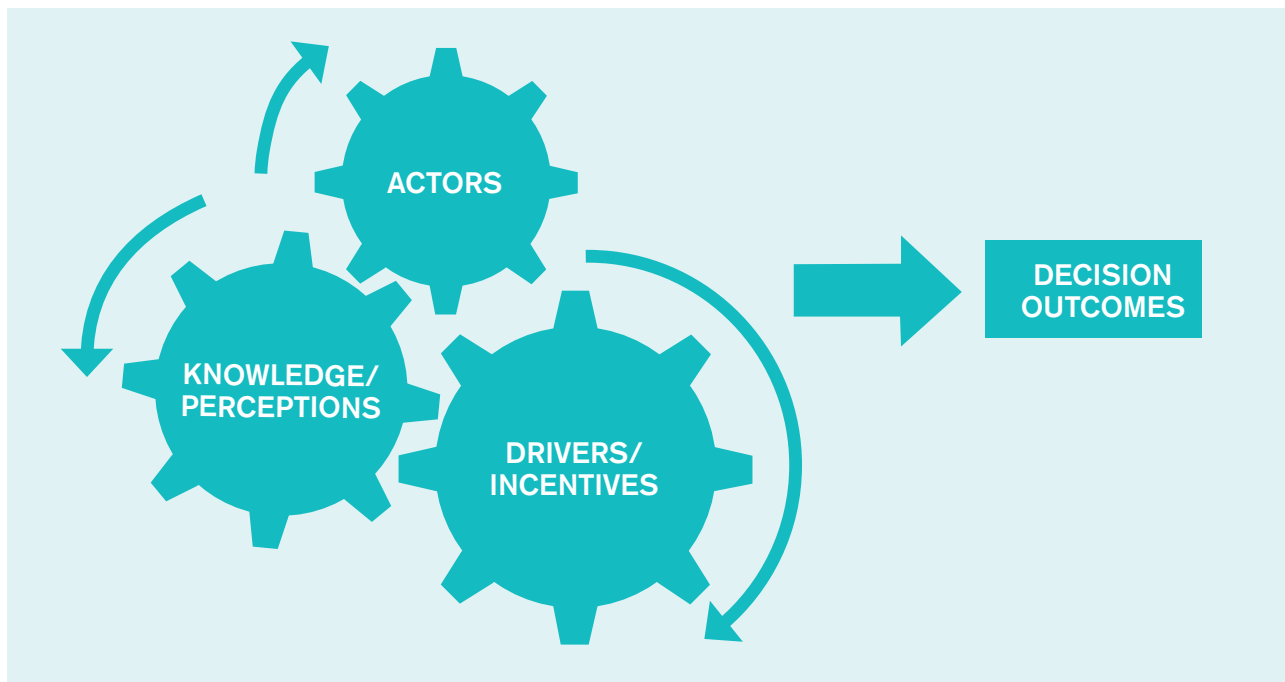 ACTORS
KNOWLEDGE/
PERCEPTIONS
DRIVERS/
INCENTIVES
DECISION
OUTCOMES